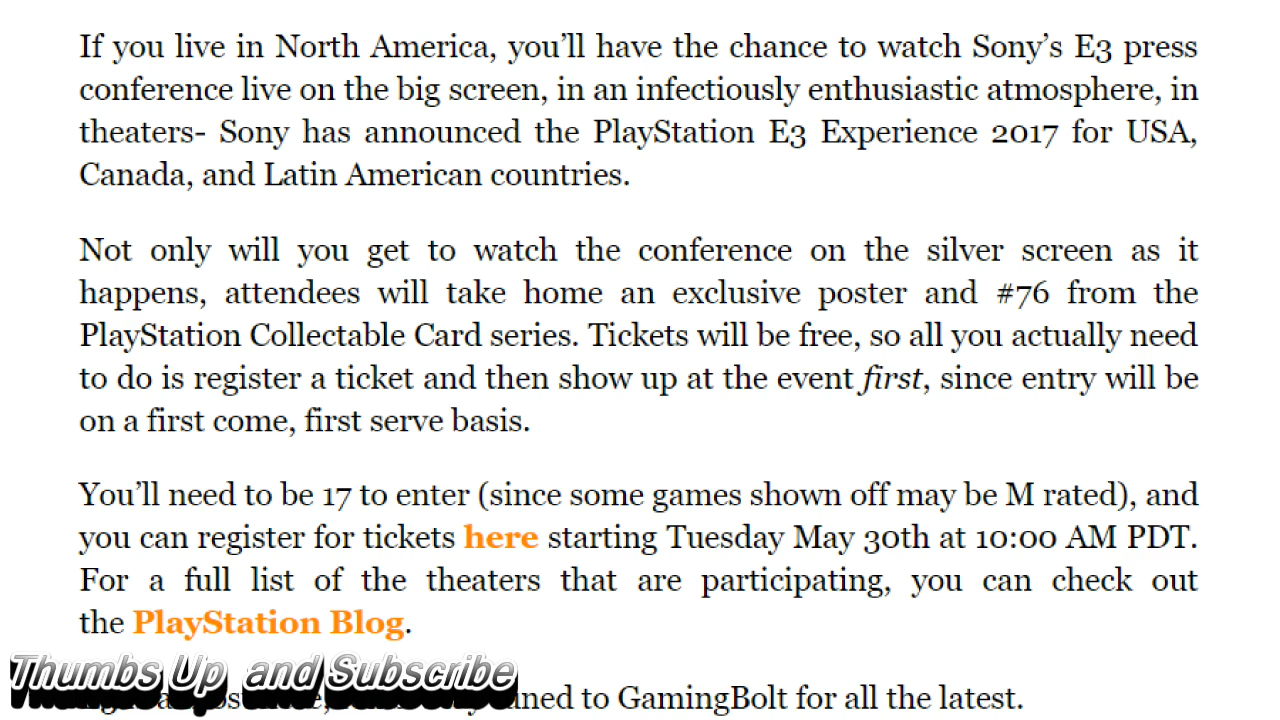 If you live in North America, you’ll have the chance to watch Sony’s E3 press
conference live on the big screen, in an infectiously enthusiastic atmosphere, in
theaters- Sony has announced the PlayStation E3 Experience 2017 for USA,
Canada, and Latin American countries.
Not only will you get to watch the conference on the silver screen as it
happens, attendees will take home an exclusive poster and #76 from the
PlayStation Collectable Card series. Tickets will be free, so all you actually need
to do is register a ticket and then show up at the event first, since entry will be
on a first come, first serve basis.
You’ll need to be 17 to enter (since some games shown off may be M rated), and
you can register for tickets here starting Tuesday May 30th at 10:00 AM PDT.
For a full list of the theaters that are participating, you can check out
the PlayStation Blog.
Thumbs Up and Subscribe
to GamingBolt for all the latest.